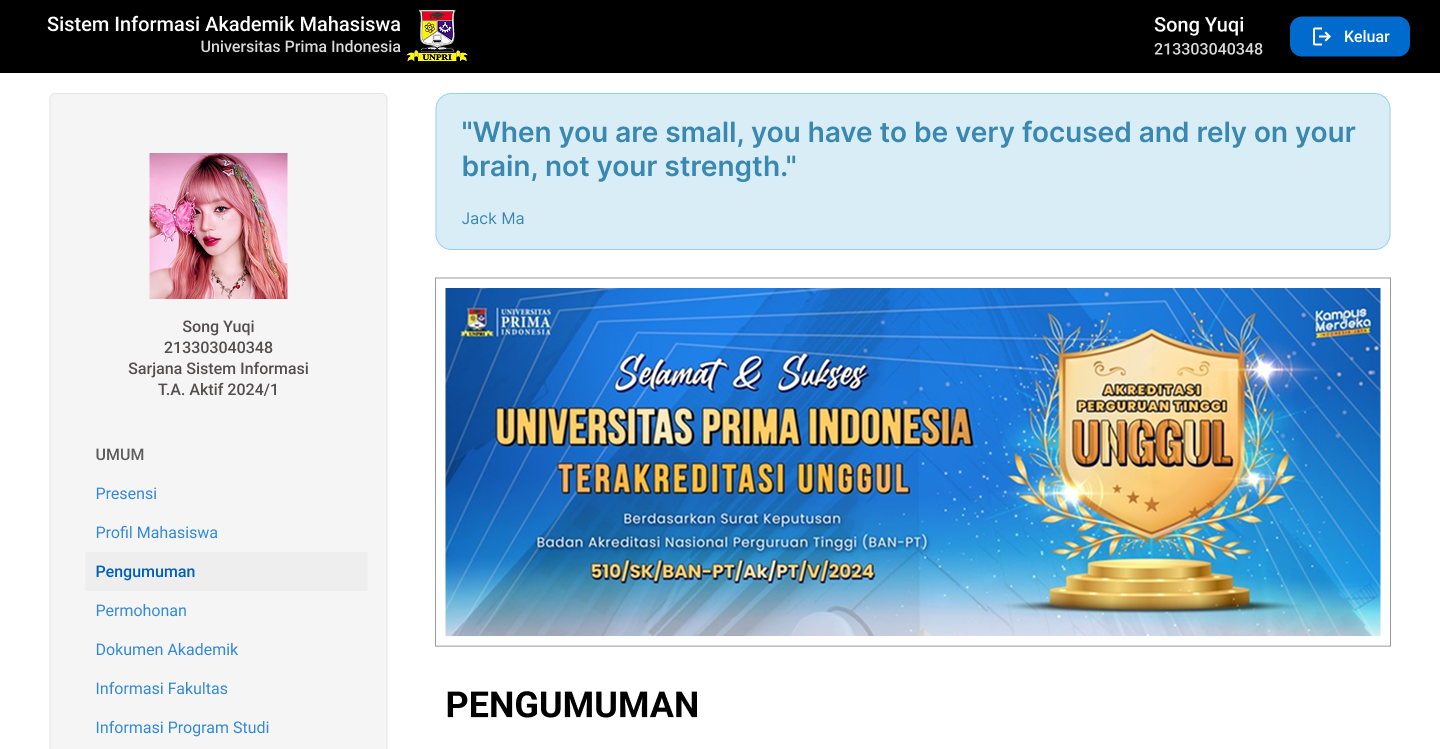 Sistem Informasi Akademik Mahasiswa
Universitas Prima Indonesia
UNPRI
Song Yuqi
213303040348
Keluar
Song Yuqi
213303040348
Sarjana Sistem Informasi
T.A. Aktif 2024/1
UMUM
Presensi
Profil Mahasiswa
Pengumuman
Permohonan
Dokumen Akademik
Informasi Fakultas
Informasi Program Studi
"When you are small, you have to be very focused and rely on your
brain, not your strength."
Jack Ma
UNIVERSITAS
PRIMA
INDONESIA
UNPRI
Kampus
Merdeka
INDONESIA JAYA
Selamat & Sukses
UNIVERSITAS PRIMA INDONESIA
TERAKREDITASI UNGGUL
Berdasarkan Surat Keputusan
Badan Akreditasi Nasional Perguruan Tinggi (BAN-PT)
510/SK/BAN-PT/Ak/PT/V/2024
AKREDITASI
PERGURUAN TINGGI
UNGGUL
PENGUMUMAN